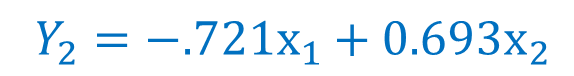 Y₂ = −.721x₁ + 0.693x₂